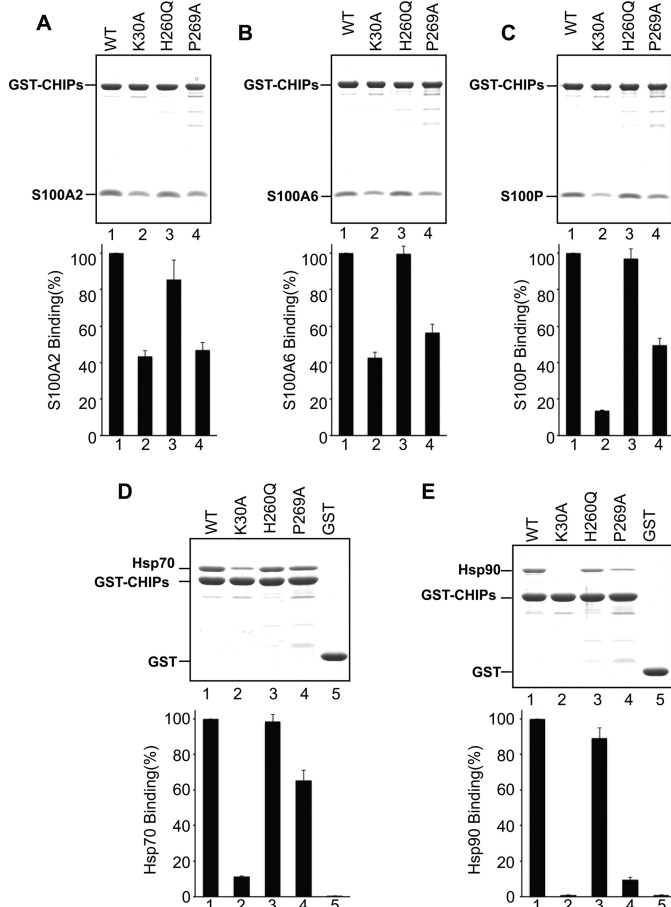 A
WT
K30A
H260Q
P269A
GST-CHIPs
S100A2
1 2 3 4
S100A2 Binding(%)
100
80
60
40
20
0
1 2 3 4
B
WT
K30A
H260Q
P269A
GST-CHIPs
S100A6
1 2 3 4
S100A6 Binding(%)
100
80
60
40
20
0
1 2 3 4
C
WT
K30A
H260Q
P269A
GST-CHIPs
S100P
1 2 3 4
S100P Binding(%)
100
80
60
40
20
0
1 2 3 4
D
WT
K30A
H260Q
P269A
GST
Hsp70
GST-CHIPs
GST
1 2 3 4 5
Hsp70 Binding(%)
100
80
60
40
20
0
1 2 3 4 5
E
WT
K30A
H260Q
P269A
GST
Hsp90
GST-CHIPs
GST
1 2 3 4 5
Hsp90 Binding(%)
100
80
60
40
20
0
1 2 3 4 5